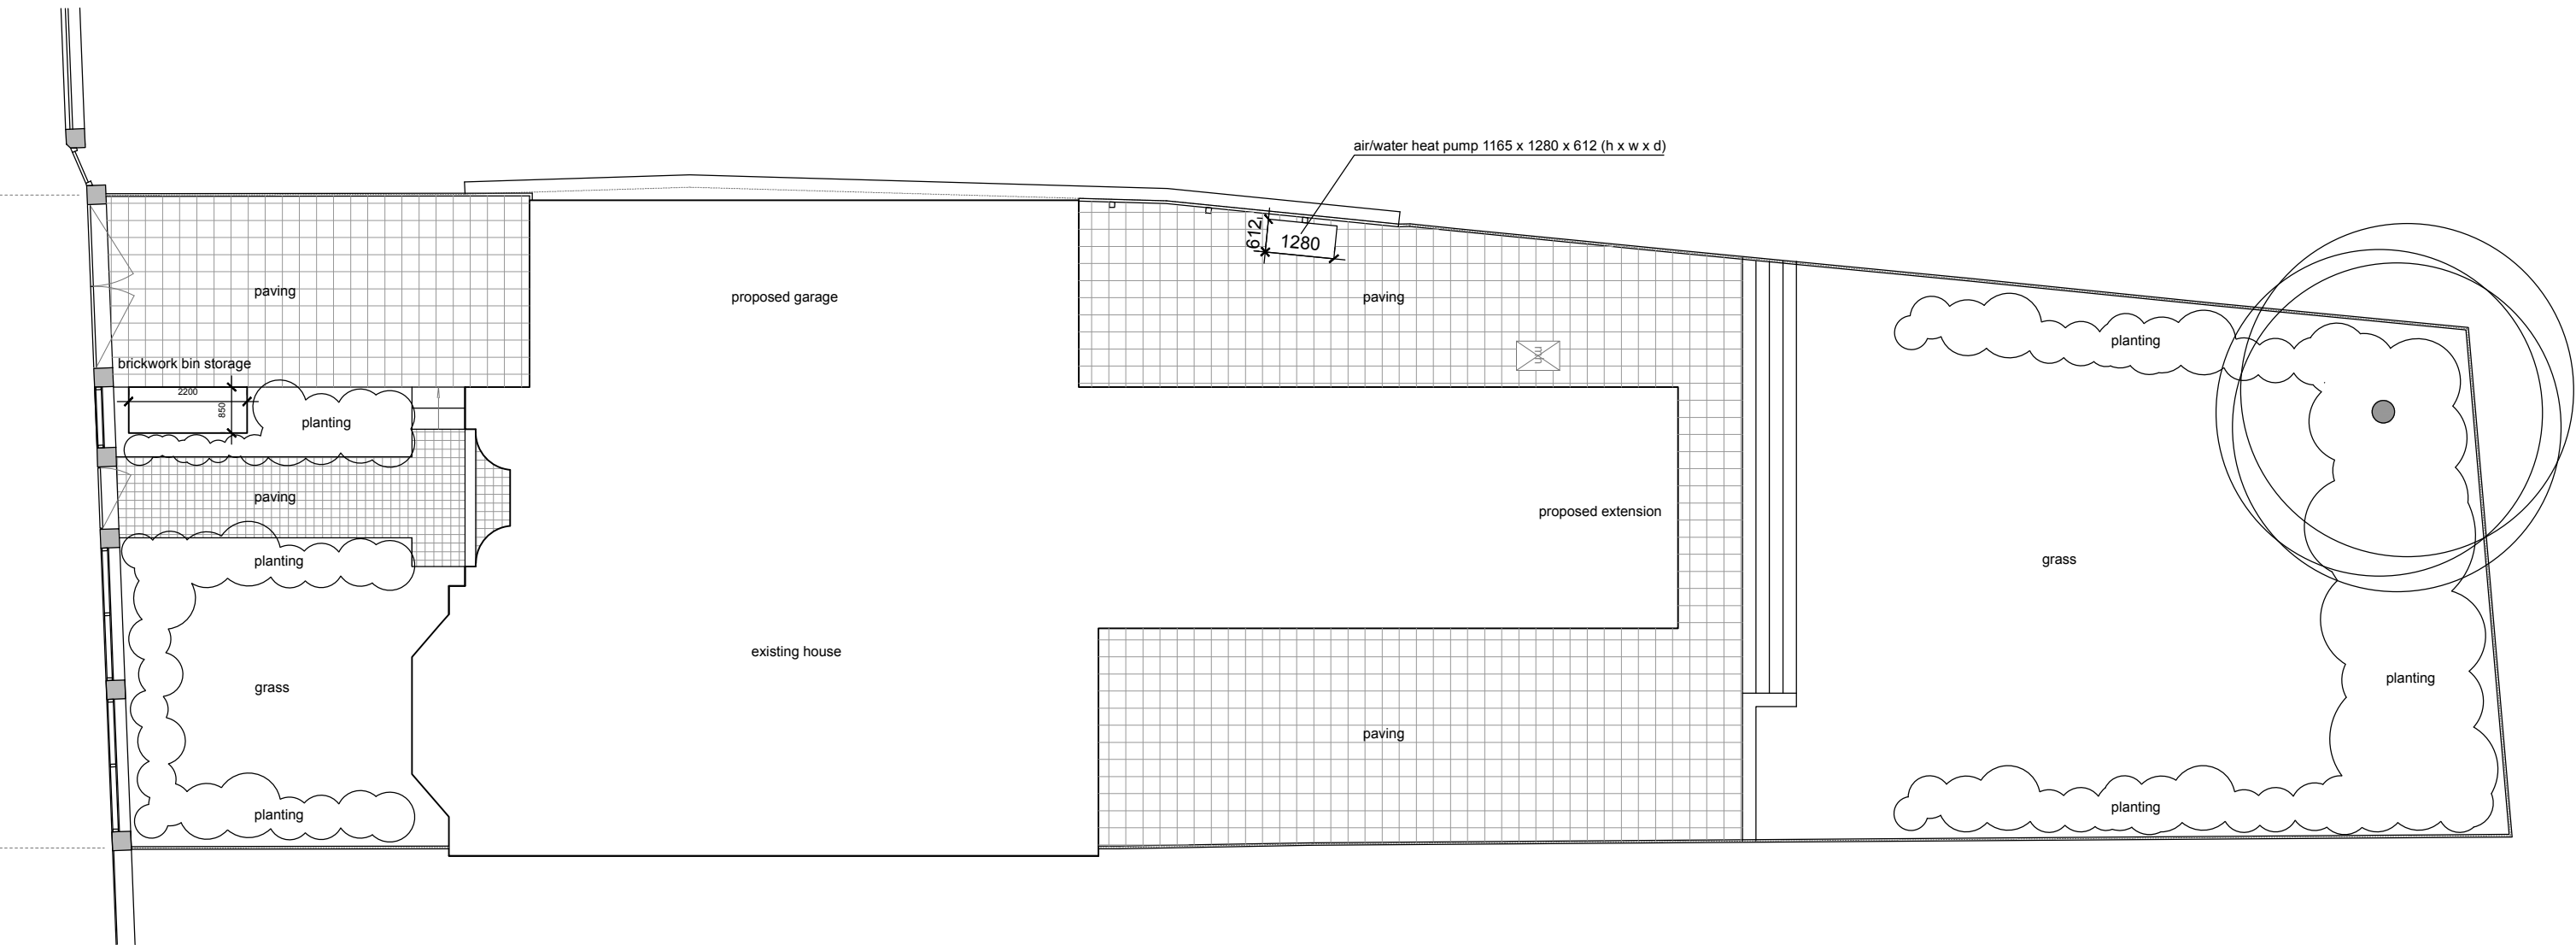 air/water heat pump 1165 x 1280 x 612 (h x w x d)
612
1280
paving
proposed garage
paving
planting
mh
brickwork bin storage
2200
850
planting
paving
proposed extension
planting
grass
existing house
grass
planting
paving
planting
planting